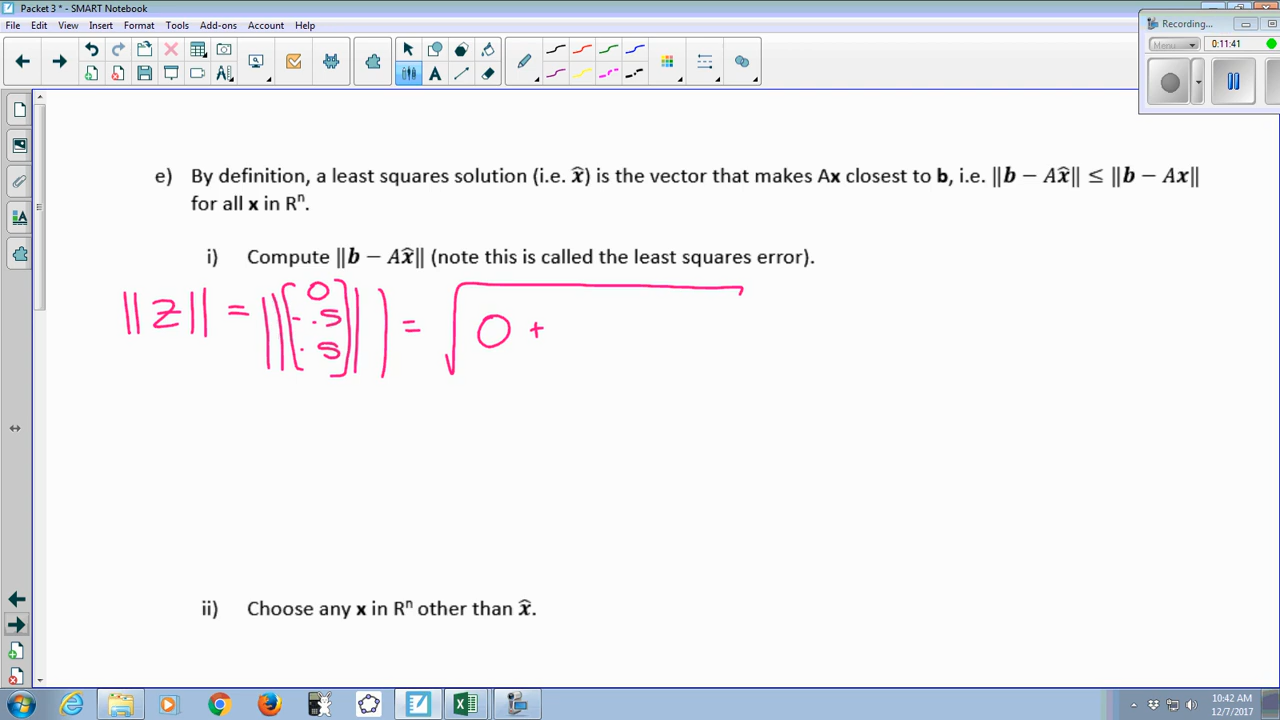 Packet 3 * - SMART Notebook
File Edit View Insert Format Tools Add-ons Account Help
Recording...
Menu
0:11:41
e) By definition, a least squares solution (i.e. x̂) is the vector that makes Ax closest to b, i.e. ‖b − Ax̂‖ ≤ ‖b − Ax‖
for all x in Rⁿ.
i) Compute ‖b − Ax̂‖ (note this is called the least squares error).
||z|| = ||[0 -.5 .5]|| = √0 +
ii) Choose any x in Rⁿ other than x̂.
10:42 AM
12/7/2017